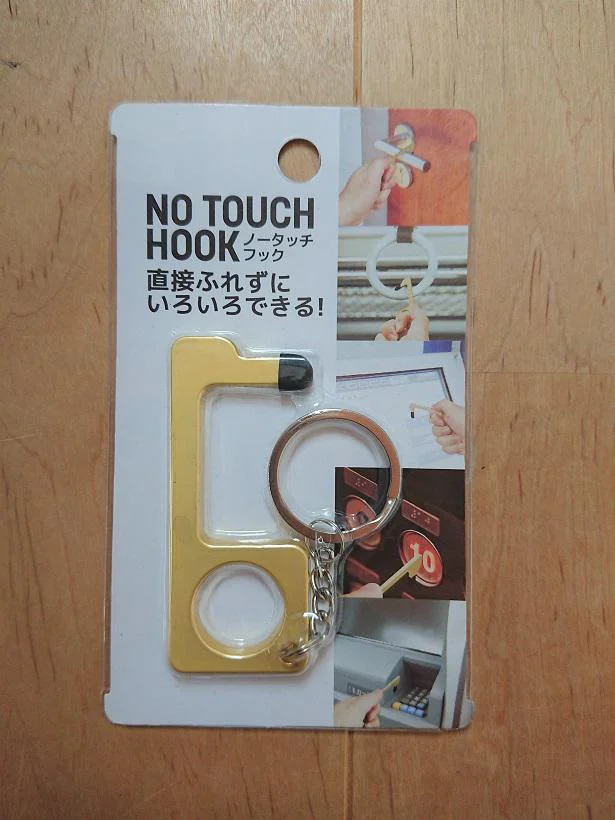 NO TOUCH
HOOK ノータッチ
フック
直接ふれずに
いろいろできる!
10